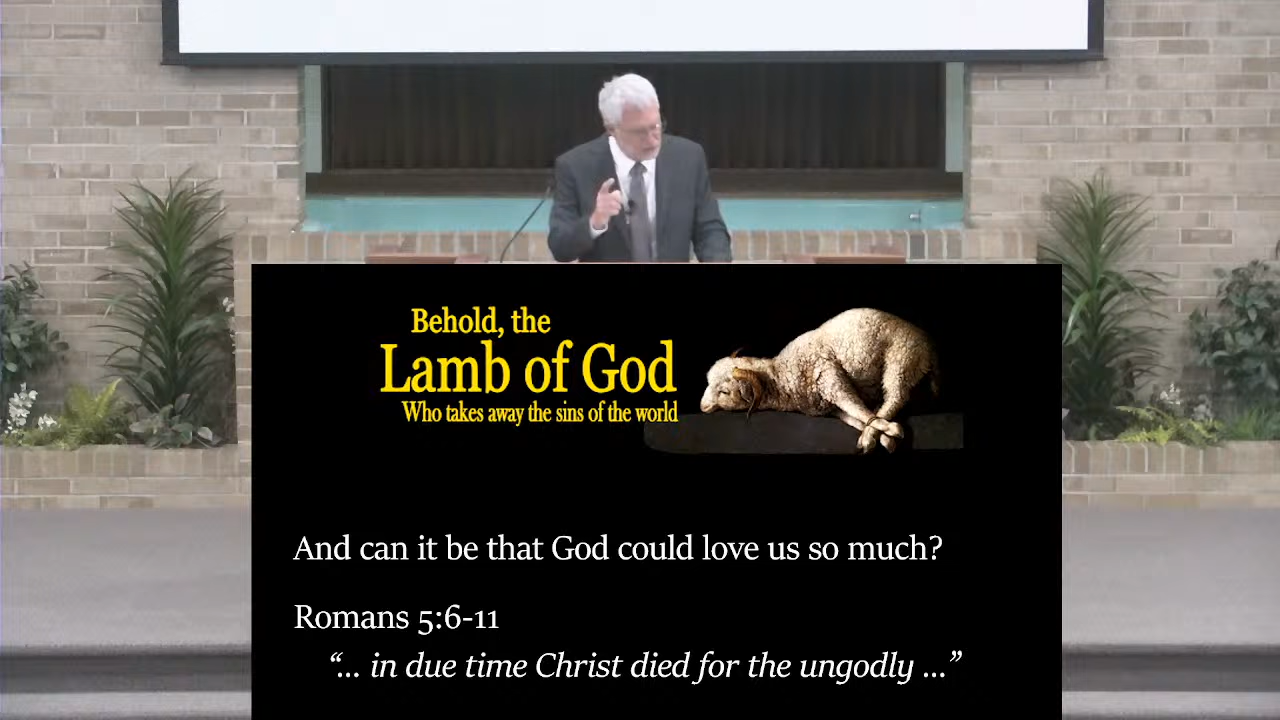 Behold, the
Lamb of God
Who takes away the sins of the world
And can it be that God could love us so much?
Romans 5:6-11
“... in due time Christ died for the ungodly ...”